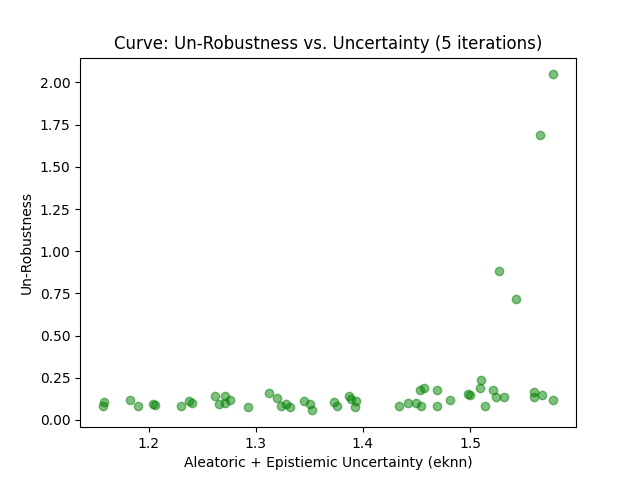 Curve: Un-Robustness vs. Uncertainty (5 iterations)
2.00
1.75
1.50
1.25
1.00
0.75
0.50
0.25
0.00
Un-Robustness
1.2 1.3 1.4 1.5
Aleatoric + Epistiemic Uncertainty (eknn)